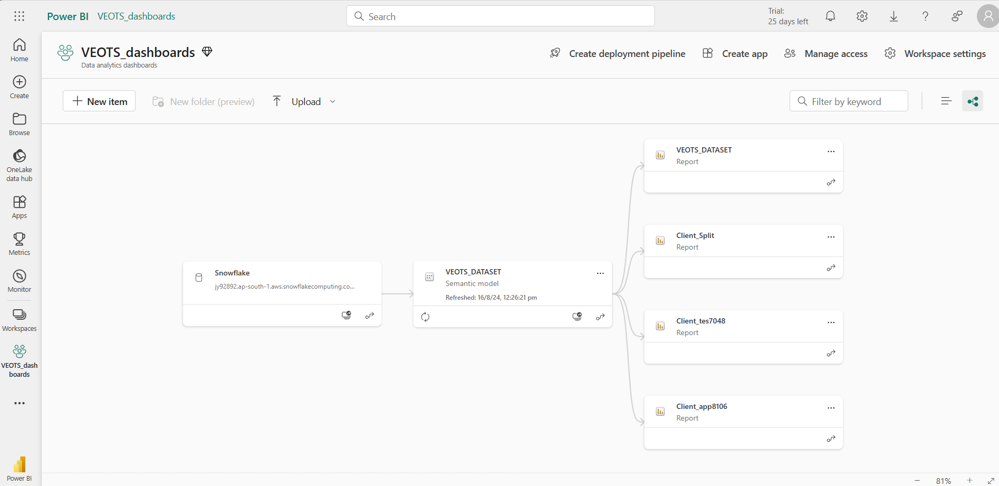 Power BI VEOTS_dashboards
Search
Trial:
25 days left
Home
Create
Browse
OneLake
data hub
Apps
Metrics
Monitor
Workspaces
VEOTS_dash
boards
Power BI
VEOTS_dashboards
Data analytics dashboards
Create deployment pipeline
Create app
Manage access
Workspace settings
New item
New folder (preview)
Upload
Filter by keyword
Snowflake
jy92892.ap-south-1.aws.snowflakecomputing.co...
VEOTS_DATASET
Semantic model
Refreshed: 16/8/24, 12:26:21 pm
VEOTS_DATASET
Report
Client_Split
Report
Client_tes7048
Report
Client_app8106
Report
81%